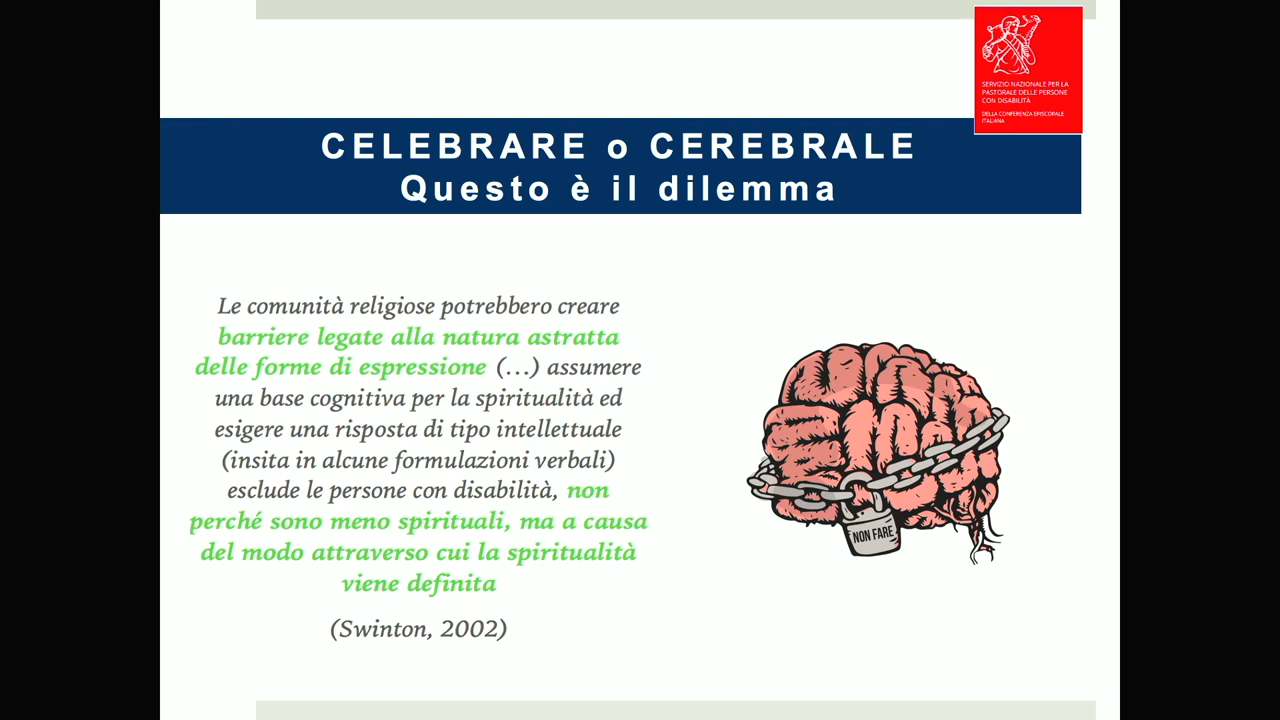 SERVIZIO NAZIONALE PER LA
PASTORALE DELLE PERSONE
CON DISABILITÀ
DELLA CONFERENZA EPISCOPALE
ITALIANA
CELEBRARE o CEREBRALE
Questo è il dilemma
Le comunità religiose potrebbero creare
barriere legate alla natura astratta
delle forme di espressione (…) assumere
una base cognitiva per la spiritualità ed
esigere una risposta di tipo intellettuale
(insita in alcune formulazioni verbali)
esclude le persone con disabilità, non
perché sono meno spirituali, ma a causa
del modo attraverso cui la spiritualità
viene definita
(Swinton, 2002)
NON FARE